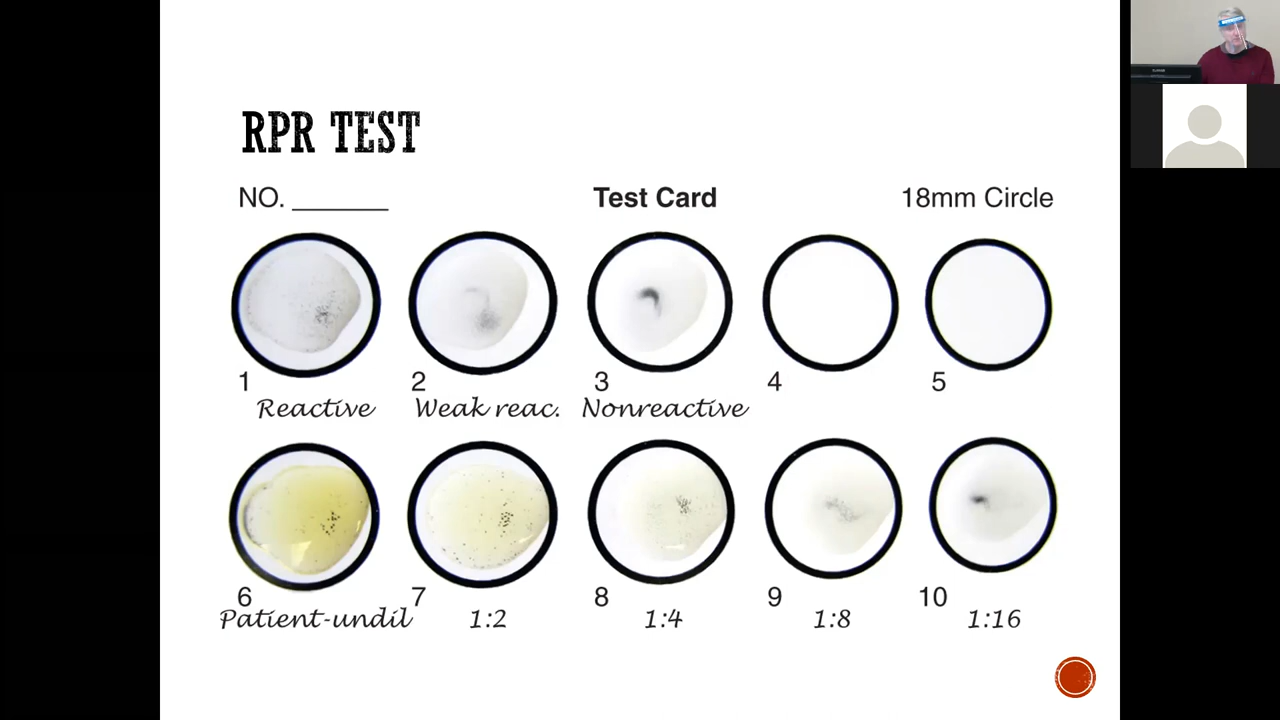 RPR TEST
NO. _______ Test Card 18mm Circle
1 2 3 4 5
Reactive Weak reac. Nonreactive
6 7 8 9 10
Patient-undil 1:2 1:4 1:8 1:16